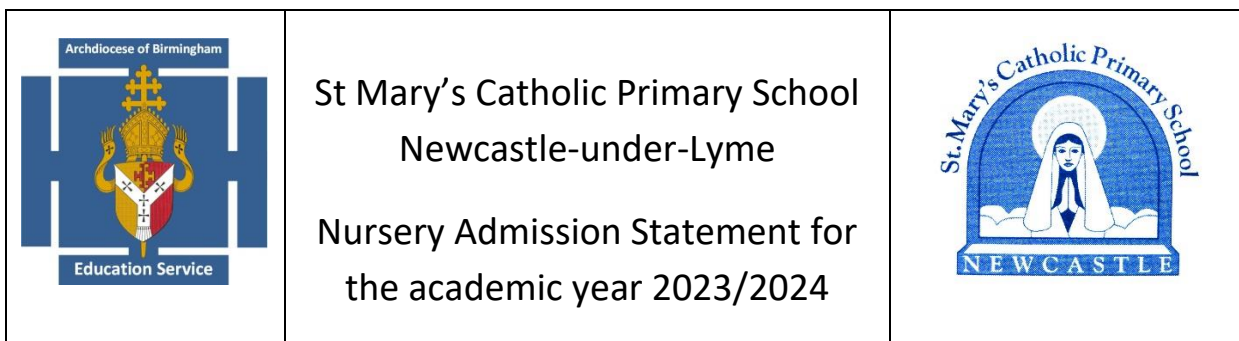 Archdiocese of Birmingham
Education Service
St Mary’s Catholic Primary School
Newcastle-under-Lyme
Nursery Admission Statement for
the academic year 2023/2024
St. Mary's Catholic Primary School
NEWCASTLE